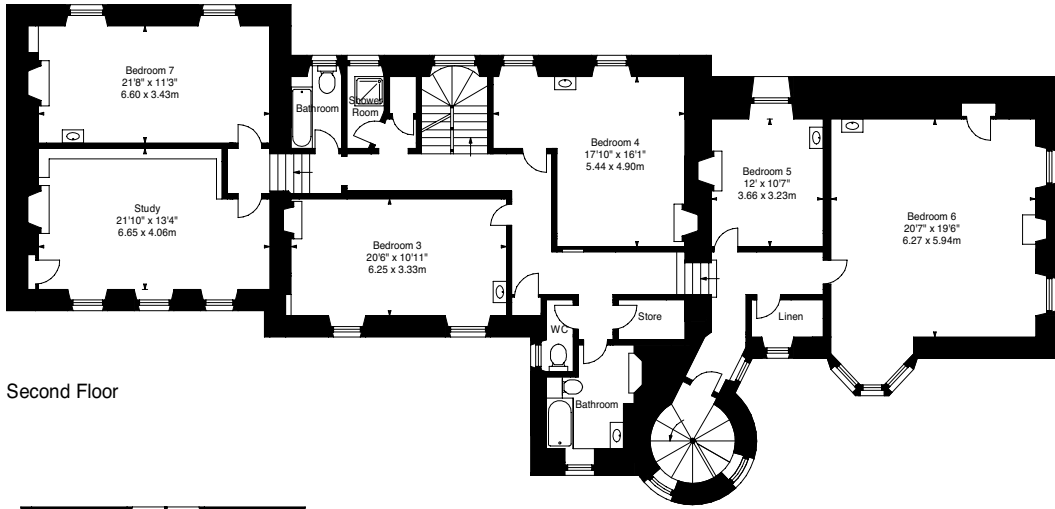 Bedroom 7
21'8" x 11'3"
6.60 x 3.43m
Bathroom
Shower
Room
Bedroom 4
17'10" x 16'1"
5.44 x 4.90m
Bedroom 5
12' x 10'7"
3.66 x 3.23m
Study
21'10" x 13'4"
6.65 x 4.06m
Bedroom 3
20'6" x 10'11"
6.25 x 3.33m
Bedroom 6
20'7" x 19'6"
6.27 x 5.94m
WC
Store
Linen
Second Floor
Bathroom